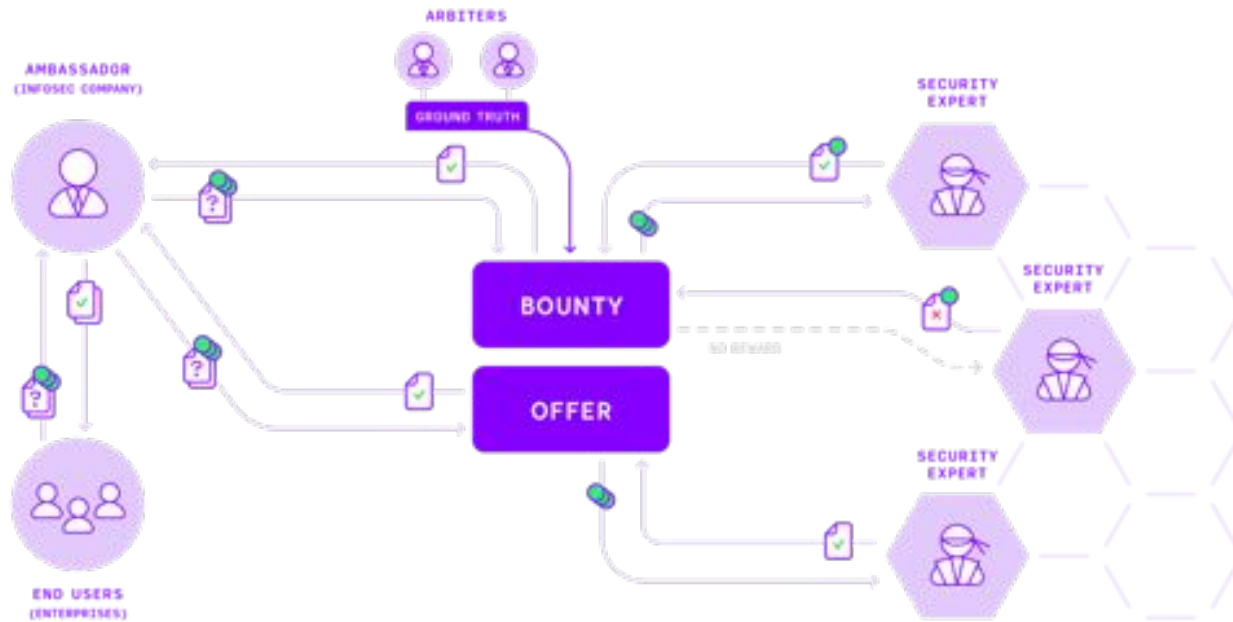 ARBITERS
AMBASSADOR
(INFOSEC COMPANY)
GROUND TRUTH
SECURITY
EXPERT
?
SECURITY
EXPERT
BOUNTY
NO REWARD
?
?
OFFER
SECURITY
EXPERT
END USERS
(ENTERPRISES)